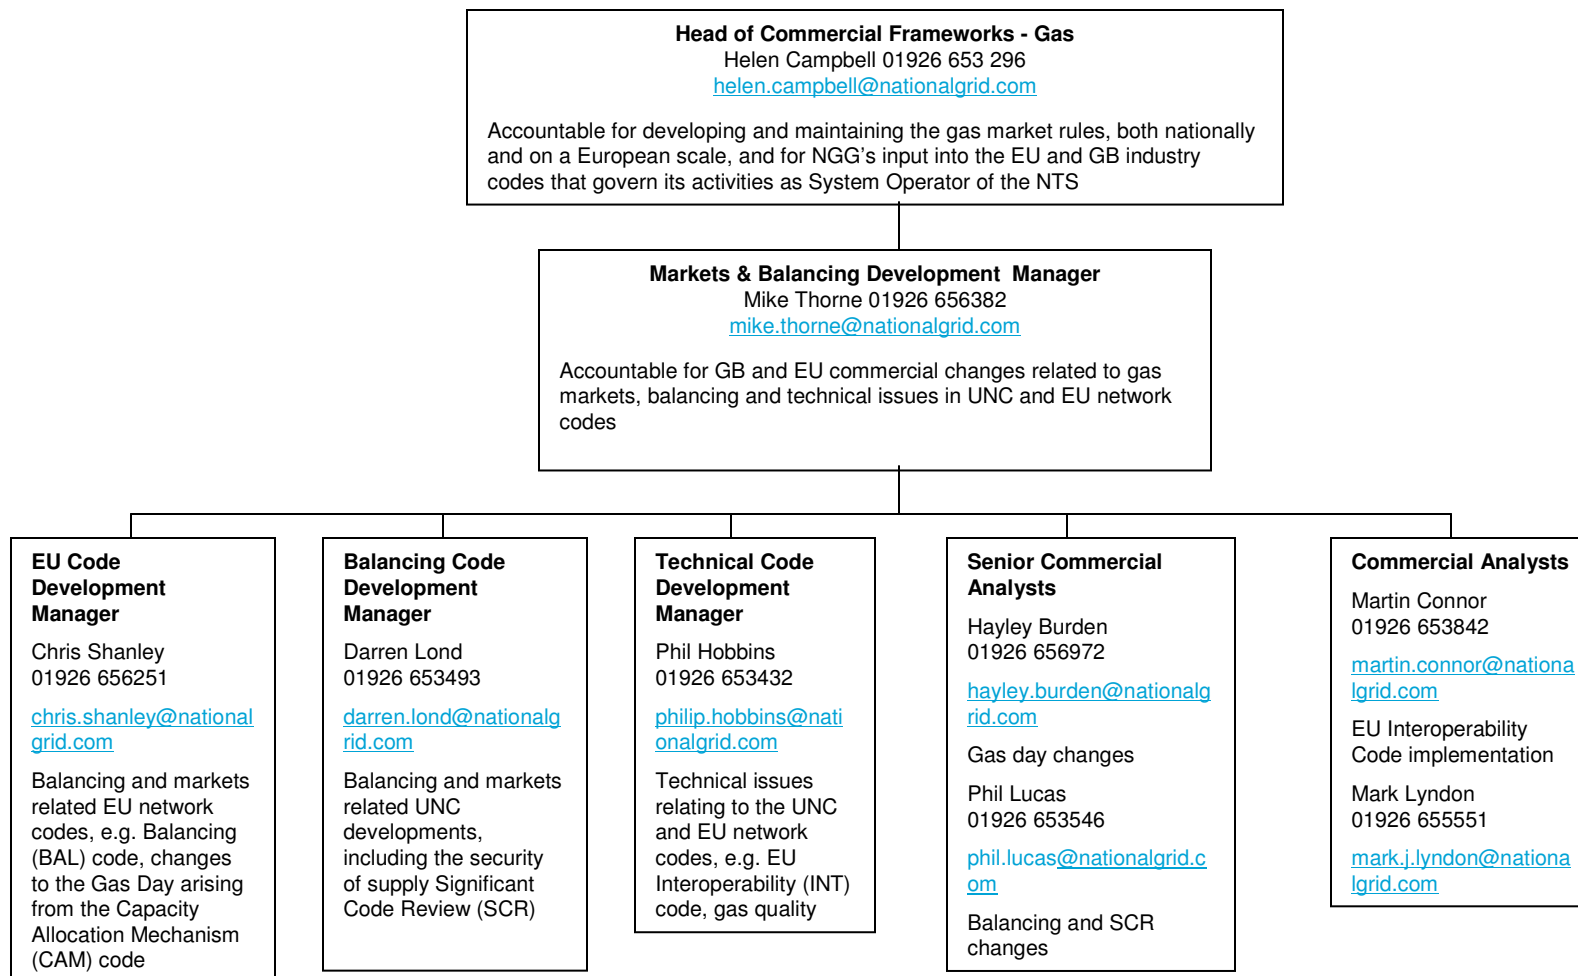 Head of Commercial Frameworks - Gas
Helen Campbell 01926 653 296
helen.campbell@nationalgrid.com
Accountable for developing and maintaining the gas market rules, both nationally
and on a European scale, and for NGG's input into the EU and GB industry
codes that govern its activities as System Operator of the NTS
Markets & Balancing Development  Manager
Mike Thorne 01926 656382
mike.thorne@nationalgrid.com
Accountable for GB and EU commercial changes related to gas
markets, balancing and technical issues in UNC and EU network
codes
EU Code
Development
Manager
Chris Shanley
01926 656251
chris.shanley@national
grid.com
Balancing and markets
related EU network
codes, e.g. Balancing
(BAL) code, changes
to the Gas Day arising
from the Capacity
Allocation Mechanism
(CAM) code
Balancing Code
Development
Manager
Darren Lond
01926 653493
darren.lond@nationalg
rid.com
Balancing and markets
related UNC
developments,
including the security
of supply Significant
Code Review (SCR)
Technical Code
Development
Manager
Phil Hobbins
01926 653432
philip.hobbins@nati
onalgrid.com
Technical issues
relating to the UNC
and EU network
codes, e.g. EU
Interoperability (INT)
code, gas quality
Senior Commercial
Analysts
Hayley Burden
01926 656972
hayley.burden@nationalg
rid.com
Gas day changes
Phil Lucas
01926 653546
phil.lucas@nationalgrid.c
om
Balancing and SCR
changes
Commercial Analysts
Martin Connor
01926 653842
martin.connor@nationa
lgrid.com
EU Interoperability
Code implementation
Mark Lyndon
01926 655551
mark.j.lyndon@nationa
lgrid.com